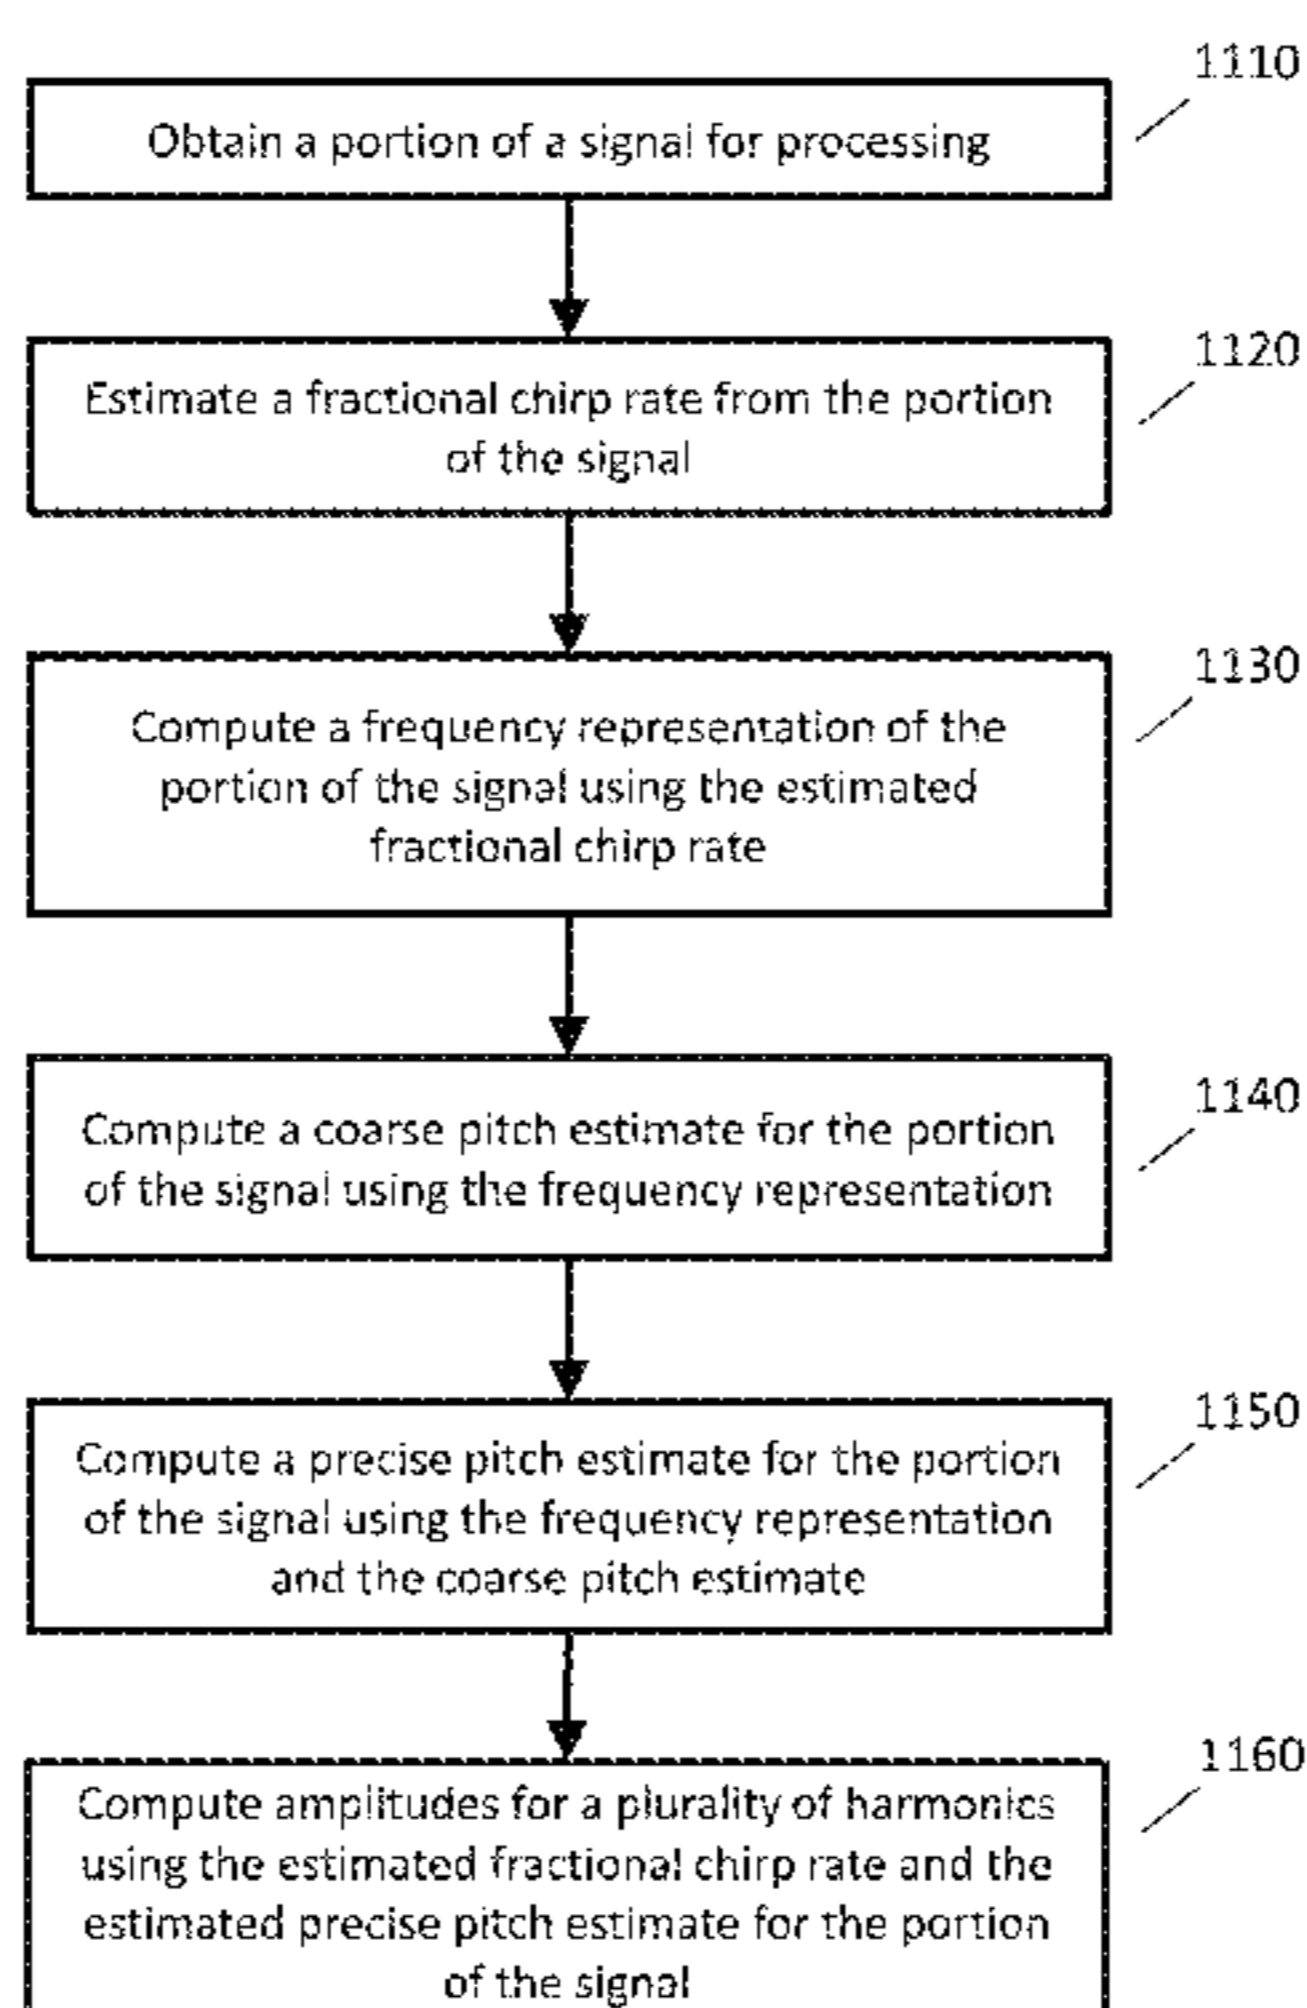 1110
Obtain a portion of a signal for processing
1120
Estimate a fractional chirp rate from the portion
of the signal
1130
Compute a frequency representation of the
portion of the signal using the estimated
fractional chirp rate
1140
Compute a coarse pitch estimate for the portion
of the signal using the frequency representation
1150
Compute a precise pitch estimate for the portion
of the signal using the frequency representation
and the coarse pitch estimate
1160
Compute amplitudes for a plurality of harmonics
using the estimated fractional chirp rate and the
estimated precise pitch estimate for the portion
of the signal